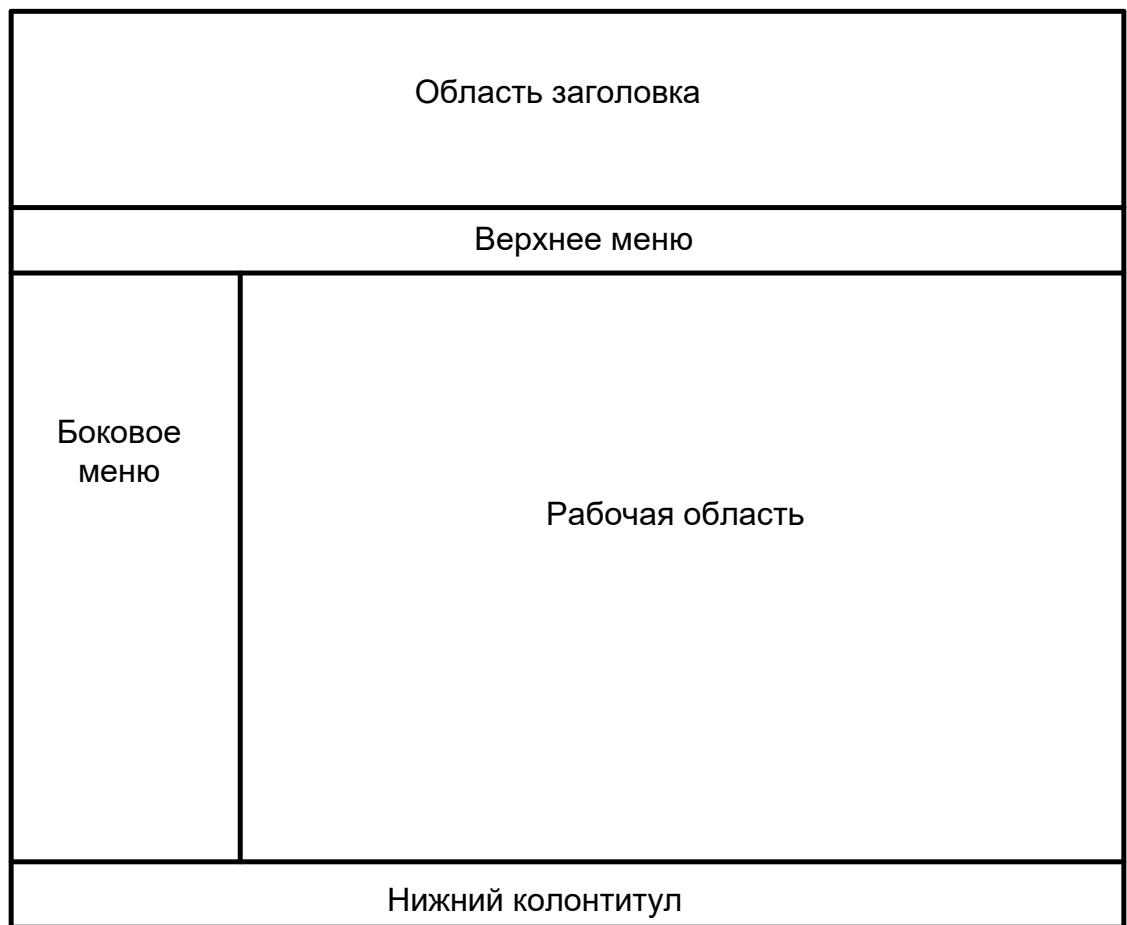 Область заголовка
Верхнее меню
Боковое
меню
Рабочая область
Нижний колонтитул